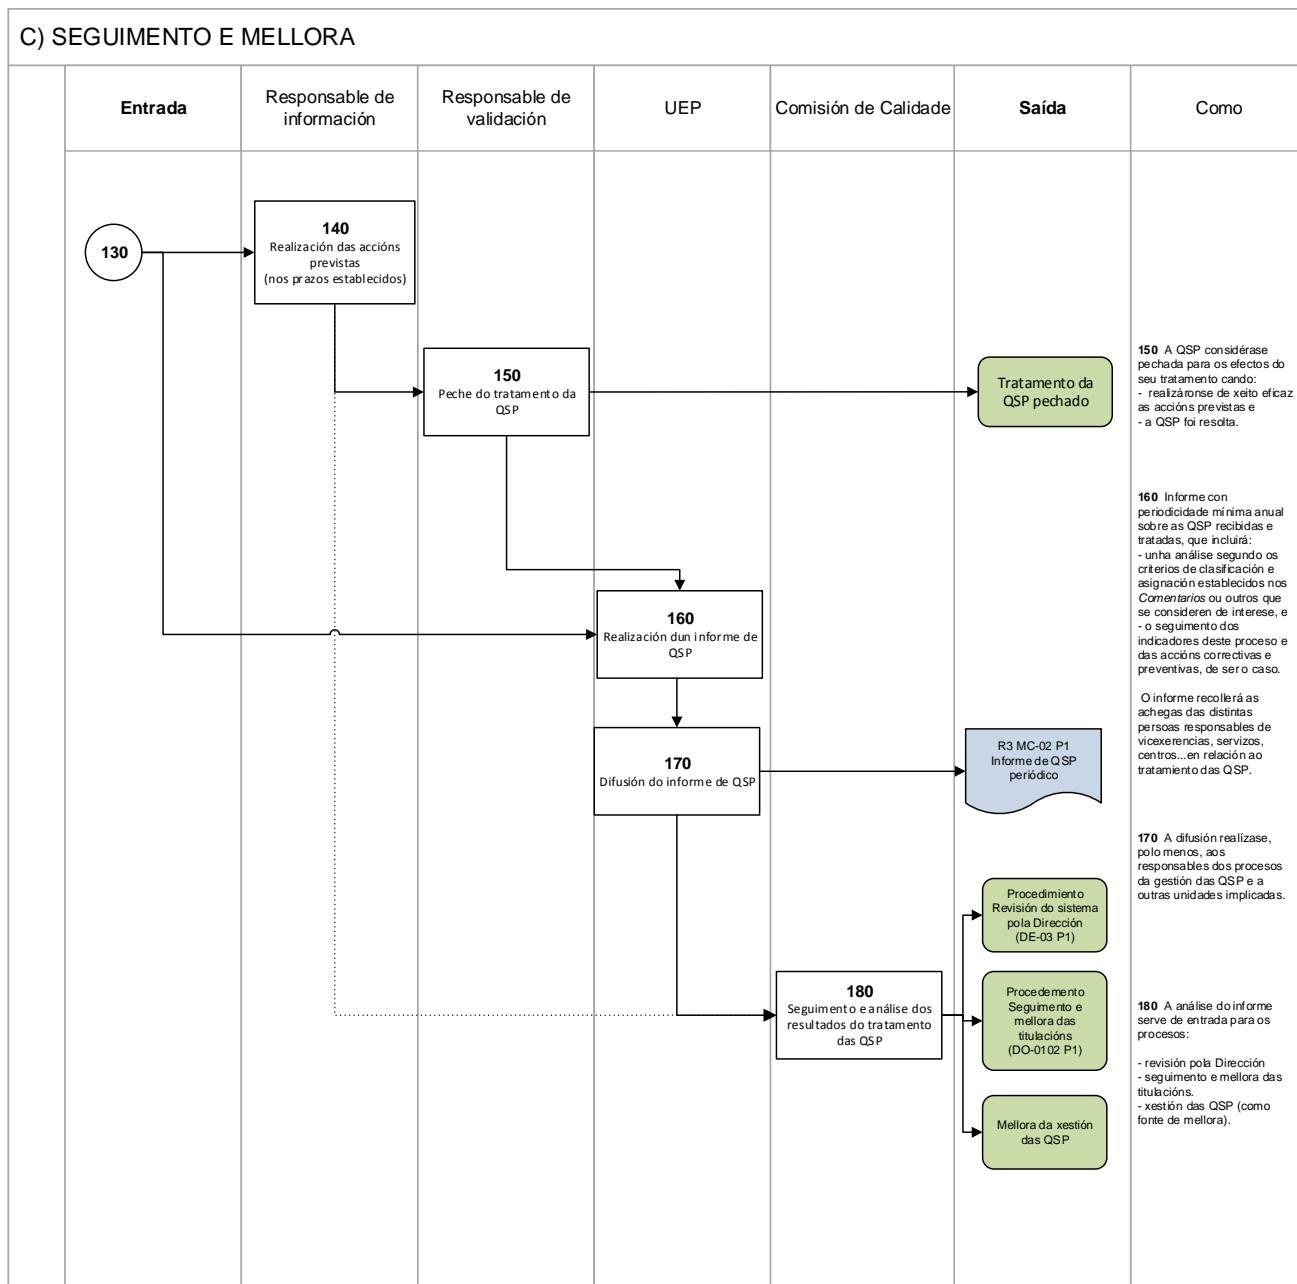 C) SEGUIMENTO E MELLORA
Entrada
Responsable de
información
Responsable de
validación
UEP
Comisión de Calidade
Saída
Como
130
140
Realización das accións
previstas
(nos prazos establecidos)
150
Peche do tratamento da
QSP
Tratamento da
QSP pechado
150 A QSP considérase
pechada para os efectos do
seu tratamento cando:
- realizáronse de xeito eficaz
as accións previstas e
- a QSP foi resolta.
160
Realización dun informe de
QSP
160 Informe con
periodicidade mínima anual
sobre as QSP recibidas e
tratadas, que incluirá:
- unha análise segundo os
criterios de clasificación e
asignación establecidos nos
Comentarios ou outros que
se consideren de interese, e
- o seguimento dos
indicadores deste proceso e
das accións correctivas e
preventivas, de ser o caso.
O informe recollerá as
achegas das distintas
persoas responsables de
vicexerencias, servizos,
centros...en relación ao
tratamiento das QSP.
170
Difusión do informe de QSP
R3 MC-02 P1
Informe de QSP
periódico
170 A difusión realízase,
polo menos, aos
responsables dos procesos
da gestión das QSP e a
outras unidades implicadas.
180
Seguimento e análise dos
resultados do tratamento
das QSP
Procedimiento
Revisión do sistema
pola Dirección
(DE-03 P1)
Procedemento
Seguimento e
mellora das
titulacións
(DO-0102 P1)
Mellora da xestión
das QSP
180 A análise do informe
serve de entrada para os
procesos:
- revisión pola Dirección
- seguimento e mellora das
titulacións.
- xestión das QSP (como
fonte de mellora).